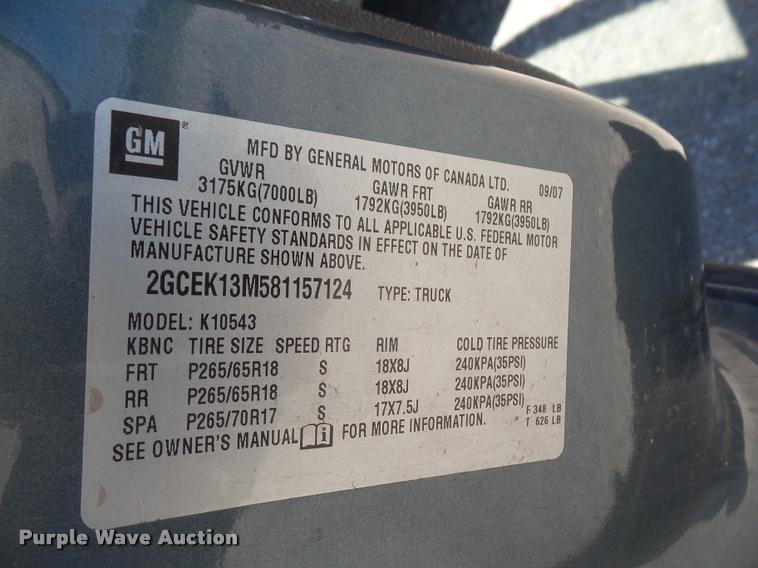 GM ®
MFD BY GENERAL MOTORS OF CANADA LTD. 09/07
GVWR GAWR FRT GAWR RR
3175KG(7000LB) 1792KG(3950LB) 1792KG(3950LB)
THIS VEHICLE CONFORMS TO ALL APPLICABLE U.S. FEDERAL MOTOR
VEHICLE SAFETY STANDARDS IN EFFECT ON THE DATE OF
MANUFACTURE SHOWN ABOVE.
2GCEK13M581157124 TYPE: TRUCK
MODEL: K10543
KBNC TIRE SIZE SPEED RTG RIM COLD TIRE PRESSURE
FRT P265/65R18 S 18X8J 240KPA(35PSI)
RR P265/65R18 S 18X8J 240KPA(35PSI)
SPA P265/70R17 S 17X7.5J 240KPA(35PSI) F 348 LB
T 626 LB
SEE OWNER'S MANUAL i FOR MORE INFORMATION.
Purple Wave Auction